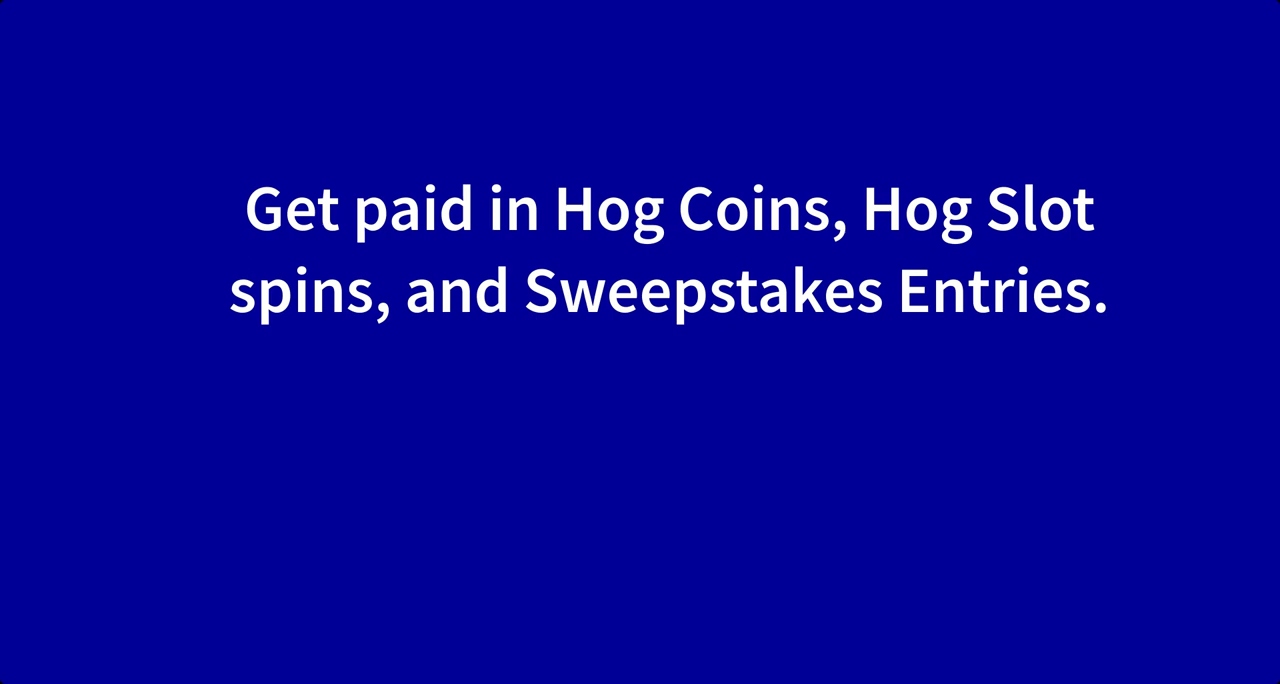 Get paid in Hog Coins, Hog Slot
spins, and Sweepstakes Entries.